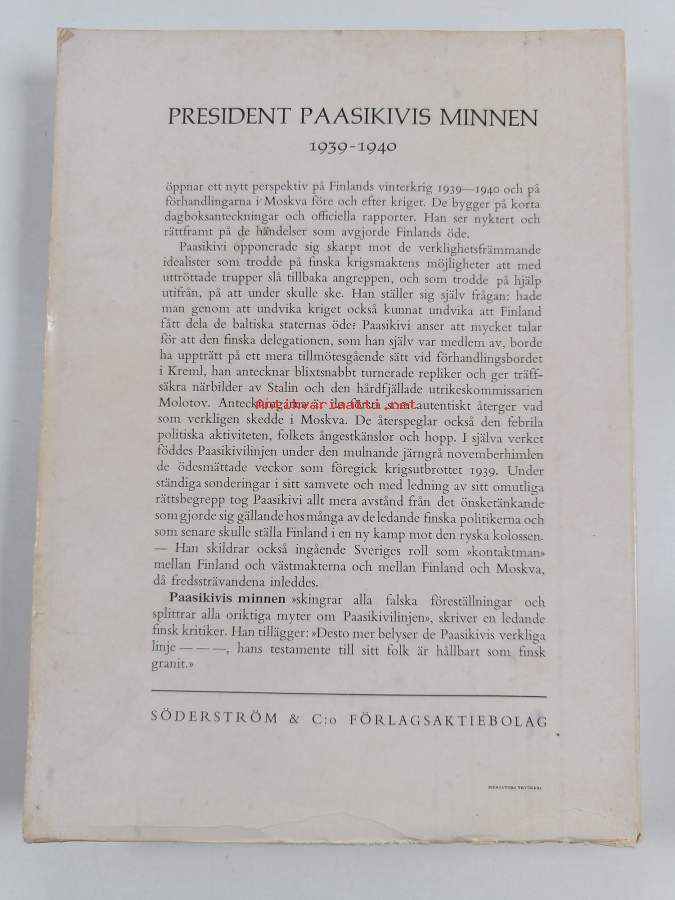 PRESIDENT PAASIKIVIS MINNEN
1939-1940
öppnar ett nytt perspektiv på Finlands vinterkrig 1939—1940 och på
förhandlingarna i Moskva före och efter kriget. De bygger på korta
dagboksanteckningar och officiella rapporter. Han ser nyktert och
rättframt på de händelser som avgjorde Finlands öde.
Paasikivi opponerade sig skarpt mot de verklighetsfrämmande
idealister som trodde på finska krigsmaktens möjligheter att med
uttröttade trupper slå tillbaka angreppen, och som trodde på hjälp
utifrån, på att under skulle ske. Han ställer sig själv frågan: hade
man genom att undvika kriget också kunnat undvika att Finland
fått dela de baltiska staternas öde? Paasikivi anser att mycket talar
för att den finska delegationen, som han själv var medlem av, borde
ha uppträtt på ett mera tillmötesgående sätt vid förhandlingsbordet
i Kreml, han antecknar blixtsnabbt turnerade repliker och ger träff-
säkra närbilder av Stalin och den hårdfjällade utrikeskommissarien
Molotov. Anteckningarna är de första som autentiskt återger vad
Antikvariaatti.net
som verkligen skedde i Moskva. De återspeglar också den febrila
politiska aktiviteten, folkets ångestkänslor och hopp. I själva verket
föddes Paasikivilinjen under den mulnande järngrå novemberhimlen
de ödesmättade veckor som föregick krigsutbrottet 1939. Under
ständiga sonderingar i sitt samvete och med ledning av sitt omutliga
rättsbegrepp tog Paasikivi allt mera avstånd från det önsketänkande
som gjorde sig gällande hos många av de ledande finska politikerna och
som senare skulle ställa Finland i en ny kamp mot den ryska kolossen.
— Han skildrar också ingående Sveriges roll som »kontaktman»
mellan Finland och västmakterna och mellan Finland och Moskva,
då fredssträvandena inleddes.
Paasikivis minnen »skingrar alla falska föreställningar och
splittrar alla oriktiga myter om Paasikivilinjen», skriver en ledande
finsk kritiker. Han tillägger: »Desto mer belyser de Paasikivis verkliga
linje — — —, hans testamente till sitt folk är hållbart som finsk
granit.»
SÖDERSTRÖM & C:o FÖRLAGSAKTIEBOLAG
MERCATORS TRYCKERI